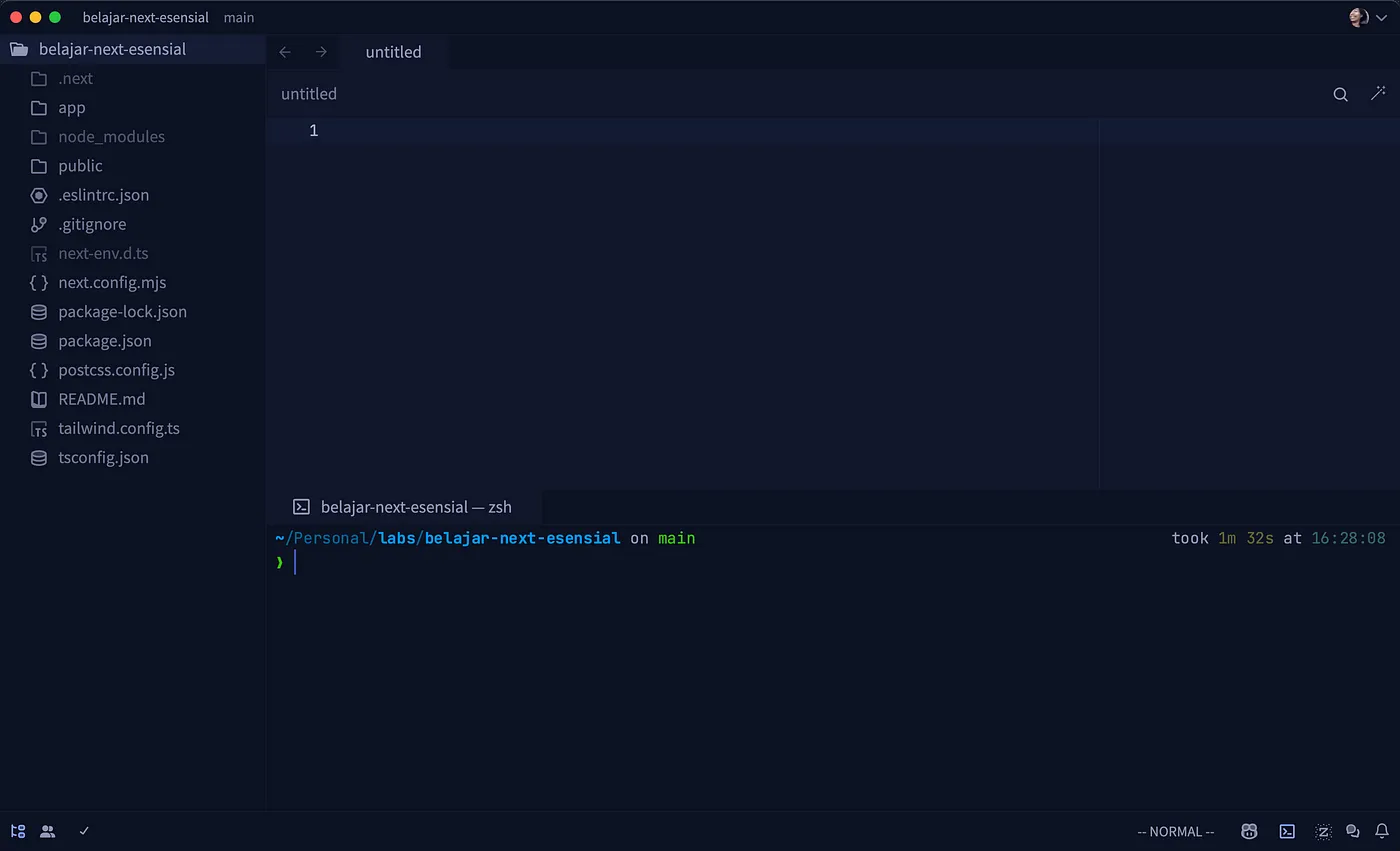 belajar-next-esensial main
belajar-next-esensial
.next
app
node_modules
public
.eslintrc.json
.gitignore
next-env.d.ts
next.config.mjs
package-lock.json
package.json
postcss.config.js
README.md
tailwind.config.ts
tsconfig.json
untitled
untitled
1
belajar-next-esensial — zsh
~/Personal/labs/belajar-next-esensial on main took 1m 32s at 16:28:08
❯
-- NORMAL --